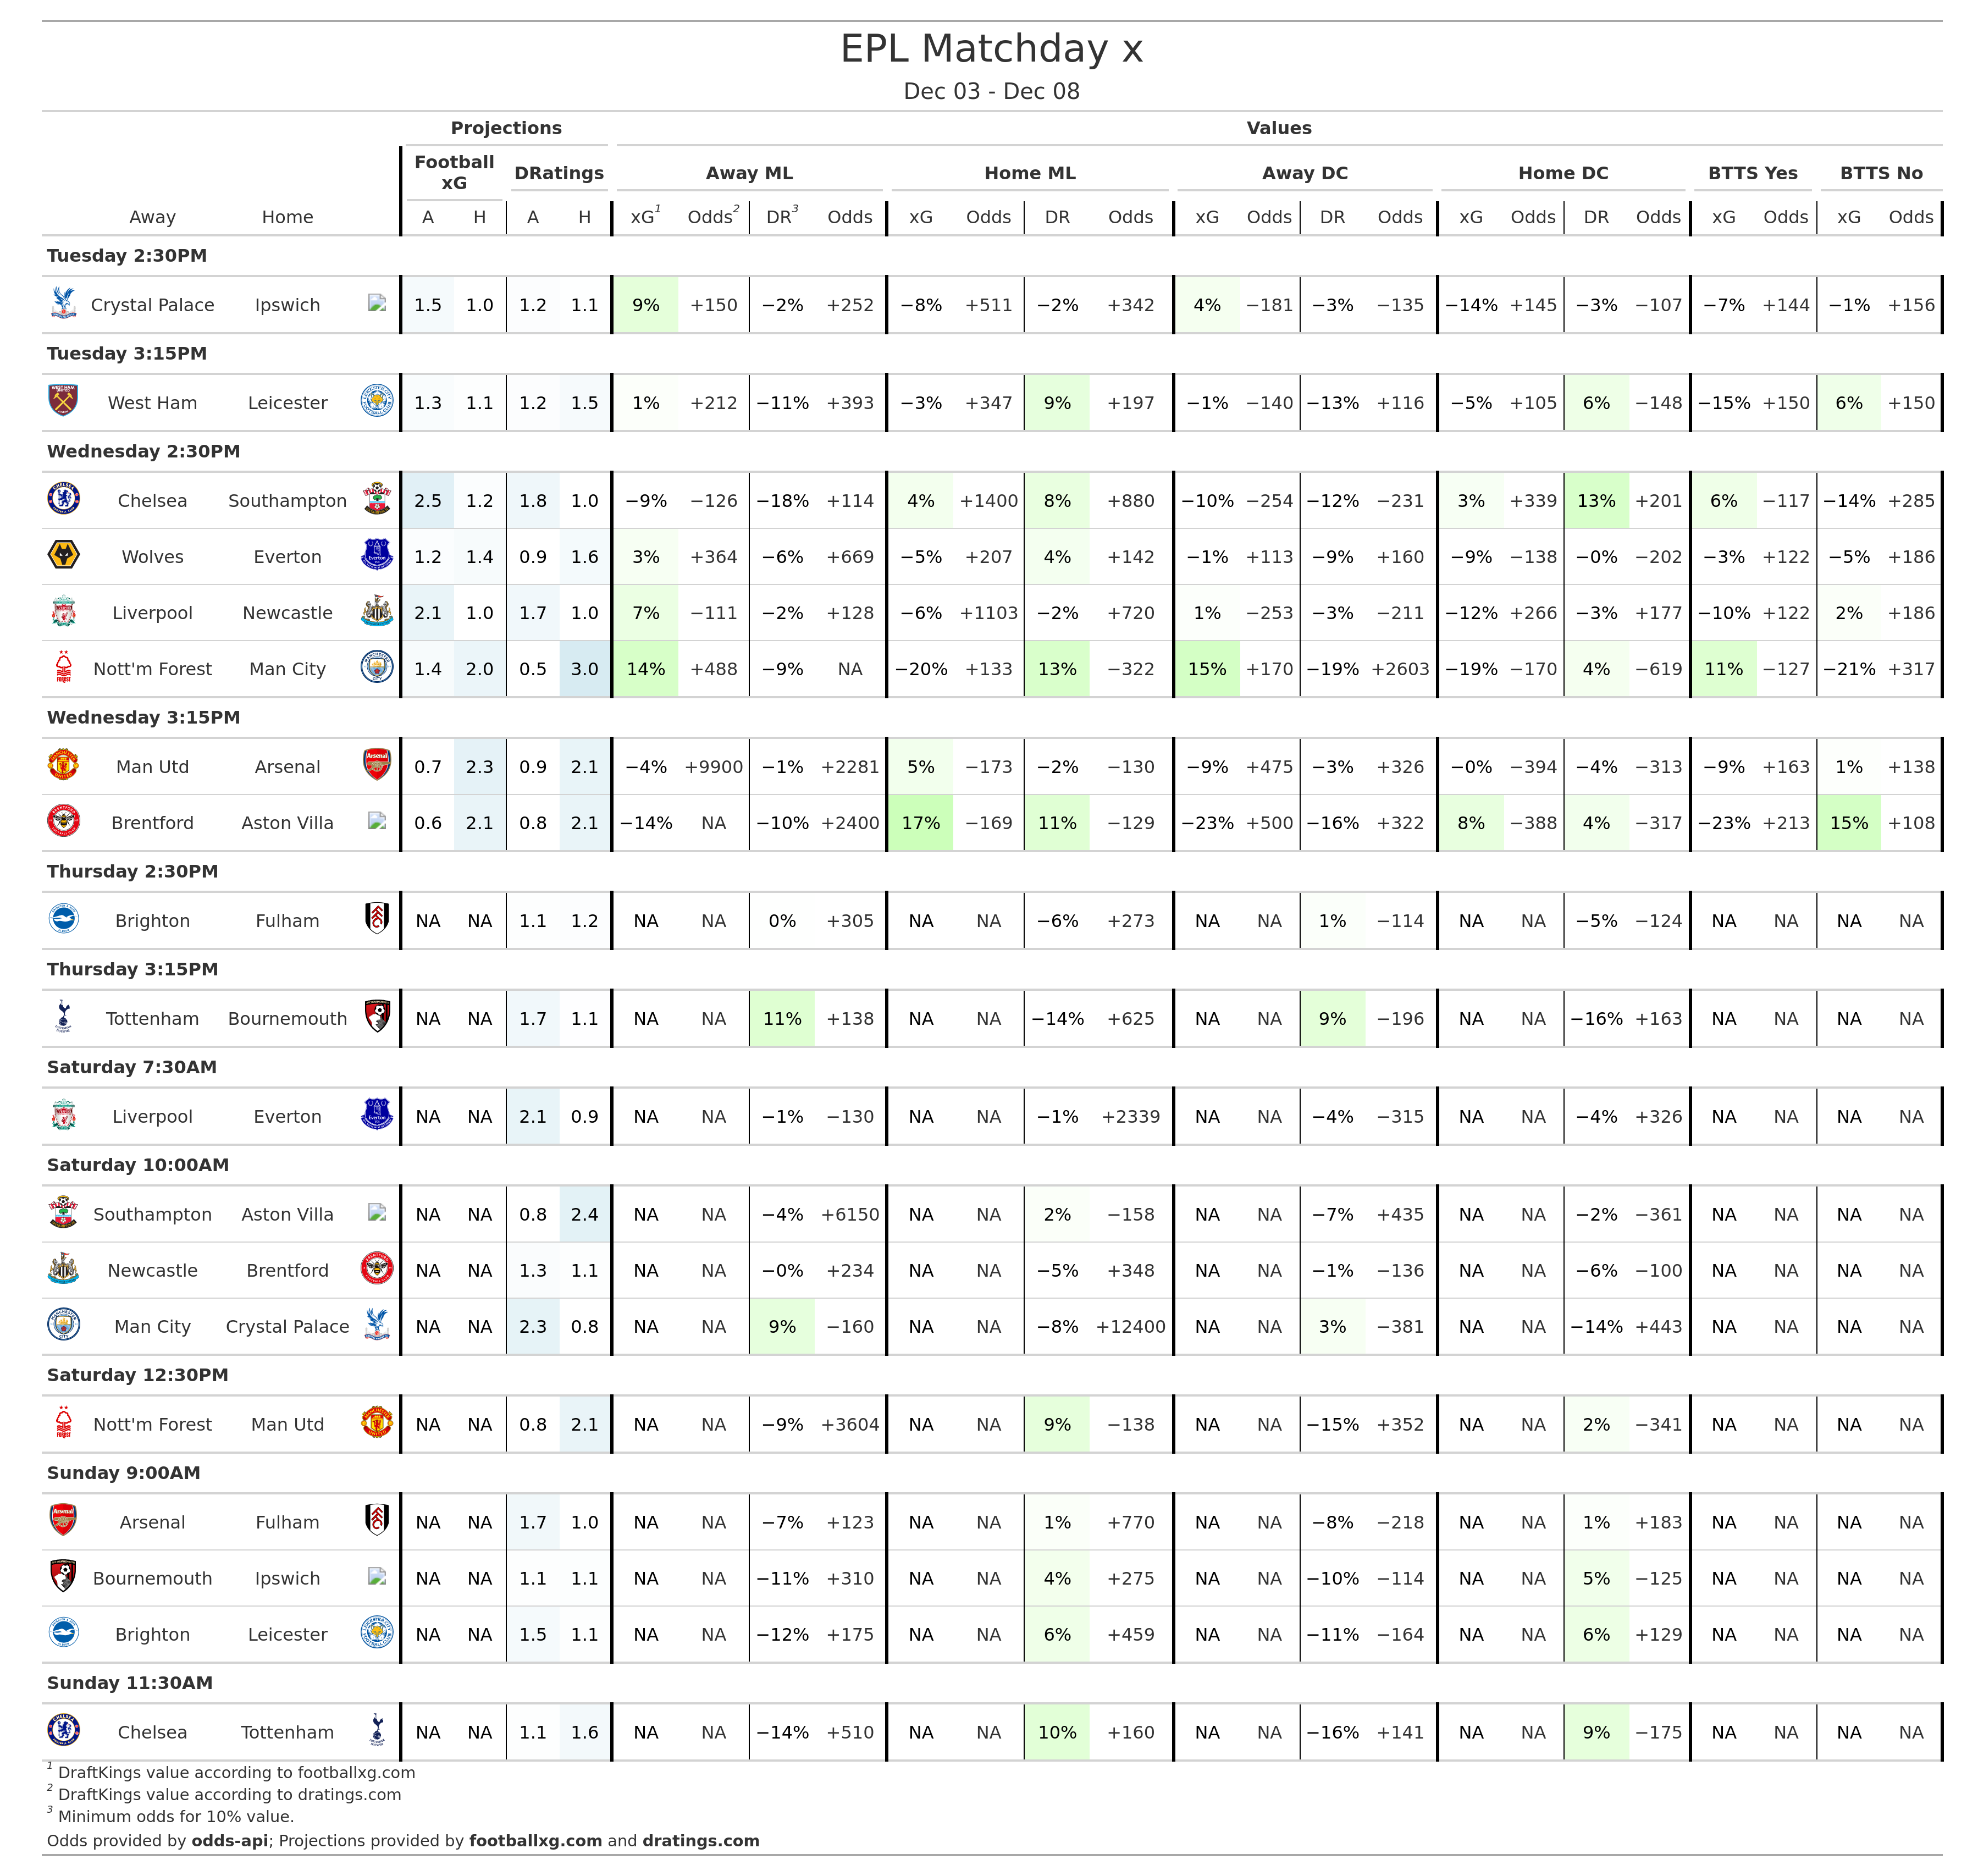 EPL Matchday x
Dec 03 - Dec 08
Projections Values
Football xG DRatings Away ML Home ML Away DC Home DC BTTS Yes BTTS No
Away Home A H A H xG1 Odds2 DR3 Odds xG Odds DR Odds xG Odds DR Odds xG Odds DR Odds xG Odds xG Odds
Tuesday 2:30PM
Crystal Palace Ipswich 1.5 1.0 1.2 1.1 9% +150 −2% +252 −8% +511 −2% +342 4% −181 −3% −135 −14% +145 −3% −107 −7% +144 −1% +156
Tuesday 3:15PM
West Ham Leicester 1.3 1.1 1.2 1.5 1% +212 −11% +393 −3% +347 9% +197 −1% −140 −13% +116 −5% +105 6% −148 −15% +150 6% +150
Wednesday 2:30PM
Chelsea Southampton 2.5 1.2 1.8 1.0 −9% −126 −18% +114 4% +1400 8% +880 −10% −254 −12% −231 3% +339 13% +201 6% −117 −14% +285
Wolves Everton 1.2 1.4 0.9 1.6 3% +364 −6% +669 −5% +207 4% +142 −1% +113 −9% +160 −9% −138 −0% −202 −3% +122 −5% +186
Liverpool Newcastle 2.1 1.0 1.7 1.0 7% −111 −2% +128 −6% +1103 −2% +720 1% −253 −3% −211 −12% +266 −3% +177 −10% +122 2% +186
Nott'm Forest Man City 1.4 2.0 0.5 3.0 14% +488 −9% NA −20% +133 13% −322 15% +170 −19% +2603 −19% −170 4% −619 11% −127 −21% +317
Wednesday 3:15PM
Man Utd Arsenal 0.7 2.3 0.9 2.1 −4% +9900 −1% +2281 5% −173 −2% −130 −9% +475 −3% +326 −0% −394 −4% −313 −9% +163 1% +138
Brentford Aston Villa 0.6 2.1 0.8 2.1 −14% NA −10% +2400 17% −169 11% −129 −23% +500 −16% +322 8% −388 4% −317 −23% +213 15% +108
Thursday 2:30PM
Brighton Fulham NA NA 1.1 1.2 NA NA 0% +305 NA NA −6% +273 NA NA 1% −114 NA NA −5% −124 NA NA NA NA
Thursday 3:15PM
Tottenham Bournemouth NA NA 1.7 1.1 NA NA 11% +138 NA NA −14% +625 NA NA 9% −196 NA NA −16% +163 NA NA NA NA
Saturday 7:30AM
Liverpool Everton NA NA 2.1 0.9 NA NA −1% −130 NA NA −1% +2339 NA NA −4% −315 NA NA −4% +326 NA NA NA NA
Saturday 10:00AM
Southampton Aston Villa NA NA 0.8 2.4 NA NA −4% +6150 NA NA 2% −158 NA NA −7% +435 NA NA −2% −361 NA NA NA NA
Newcastle Brentford NA NA 1.3 1.1 NA NA −0% +234 NA NA −5% +348 NA NA −1% −136 NA NA −6% −100 NA NA NA NA
Man City Crystal Palace NA NA 2.3 0.8 NA NA 9% −160 NA NA −8% +12400 NA NA 3% −381 NA NA −14% +443 NA NA NA NA
Saturday 12:30PM
Nott'm Forest Man Utd NA NA 0.8 2.1 NA NA −9% +3604 NA NA 9% −138 NA NA −15% +352 NA NA 2% −341 NA NA NA NA
Sunday 9:00AM
Arsenal Fulham NA NA 1.7 1.0 NA NA −7% +123 NA NA 1% +770 NA NA −8% −218 NA NA 1% +183 NA NA NA NA
Bournemouth Ipswich NA NA 1.1 1.1 NA NA −11% +310 NA NA 4% +275 NA NA −10% −114 NA NA 5% −125 NA NA NA NA
Brighton Leicester NA NA 1.5 1.1 NA NA −12% +175 NA NA 6% +459 NA NA −11% −164 NA NA 6% +129 NA NA NA NA
Sunday 11:30AM
Chelsea Tottenham NA NA 1.1 1.6 NA NA −14% +510 NA NA 10% +160 NA NA −16% +141 NA NA 9% −175 NA NA NA NA
1 DraftKings value according to footballxg.com
2 DraftKings value according to dratings.com
3 Minimum odds for 10% value.
Odds provided by odds-api; Projections provided by footballxg.com and dratings.com